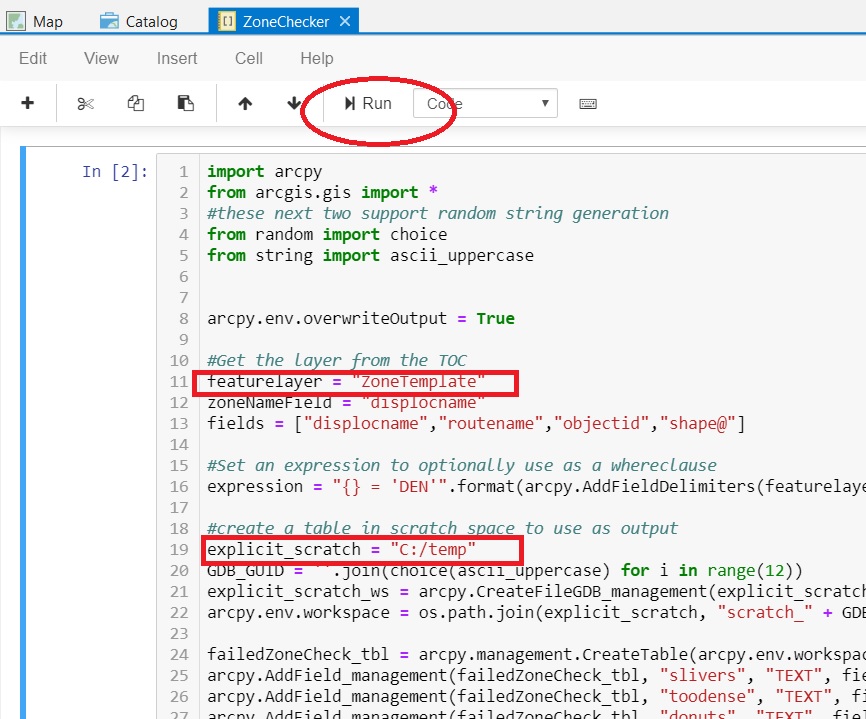 Map Catalog ZoneChecker
Edit View Insert Cell Help
Run Code
In [2]:
1 import arcpy
2 from arcgis.gis import *
3 #these next two support random string generation
4 from random import choice
5 from string import ascii_uppercase
6
7
8 arcpy.env.overwriteOutput = True
9
10 #Get the layer from the TOC
11 featurelayer = "ZoneTemplate"
12 zoneNameField = "displocname"
13 fields = ["displocname","routename","objectid","shape@"]
14
15 #Set an expression to optionally use as a whereclause
16 expression = "{} = 'DEN'".format(arcpy.AddFieldDelimiters(featurelaye
17
18 #create a table in scratch space to use as output
19 explicit_scratch = "C:/temp"
20 GDB_GUID = ''.join(choice(ascii_uppercase) for i in range(12))
21 explicit_scratch_ws = arcpy.CreateFileGDB_management(explicit_scratch
22 arcpy.env.workspace = os.path.join(explicit_scratch, "scratch_" + GDB
23
24 failedZoneCheck_tbl = arcpy.management.CreateTable(arcpy.env.workspac
25 arcpy.AddField_management(failedZoneCheck_tbl, "slivers", "TEXT", fie
26 arcpy.AddField_management(failedZoneCheck_tbl, "toodense", "TEXT", fi
27 arcpy.AddField_management(failedZoneCheck_tbl, "donuts", "TEXT", fiel